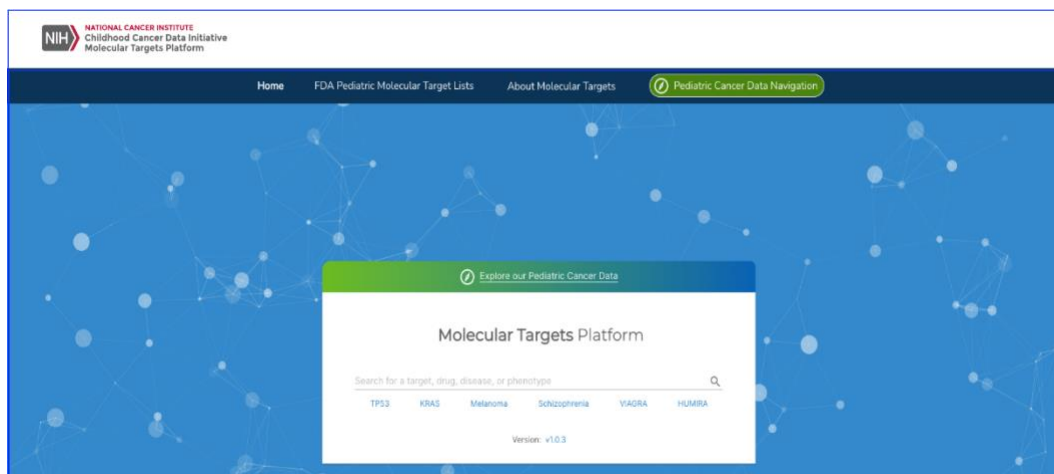 NIH
NATIONAL CANCER INSTITUTE
Childhood Cancer Data Initiative
Molecular Targets Platform
Home FDA Pediatric Molecular Target Lists About Molecular Targets Pediatric Cancer Data Navigation
Explore our Pediatric Cancer Data
Molecular Targets Platform
Search for a target, drug, disease, or phenotype
TP53 KRAS Melanoma Schizophrenia VIAGRA HUMIRA
Version: v1.0.3